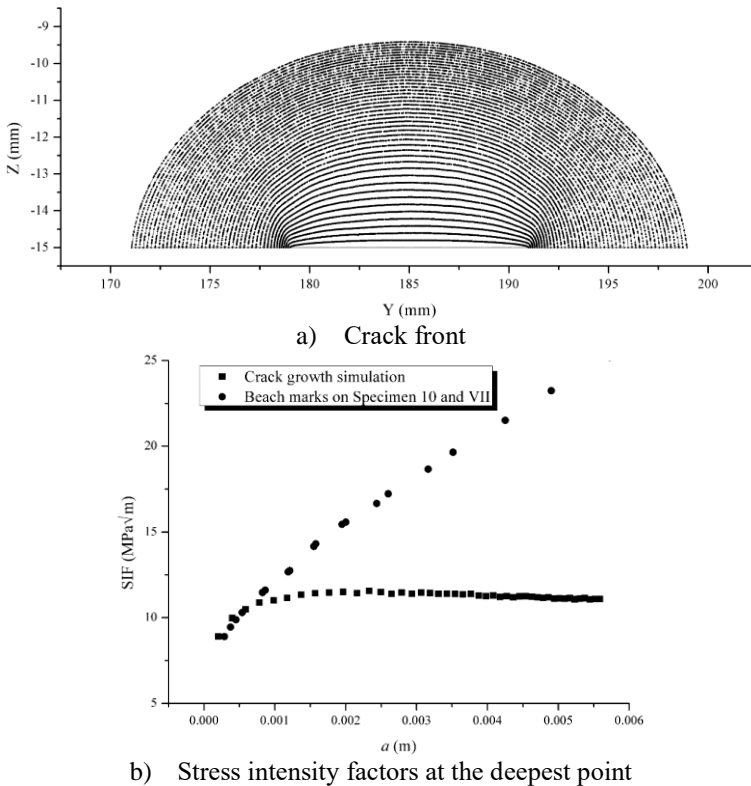 -9
-10
-11
-12
-13
-14
-15
Z (mm)
170 175 180 185 190 195 200
Y (mm)
a) Crack front
25
20
15
10
5
SIF (MPa√m)
Crack growth simulation
Beach marks on Specimen 10 and VII
0.000 0.001 0.002 0.003 0.004 0.005 0.006
a (m)
b) Stress intensity factors at the deepest point